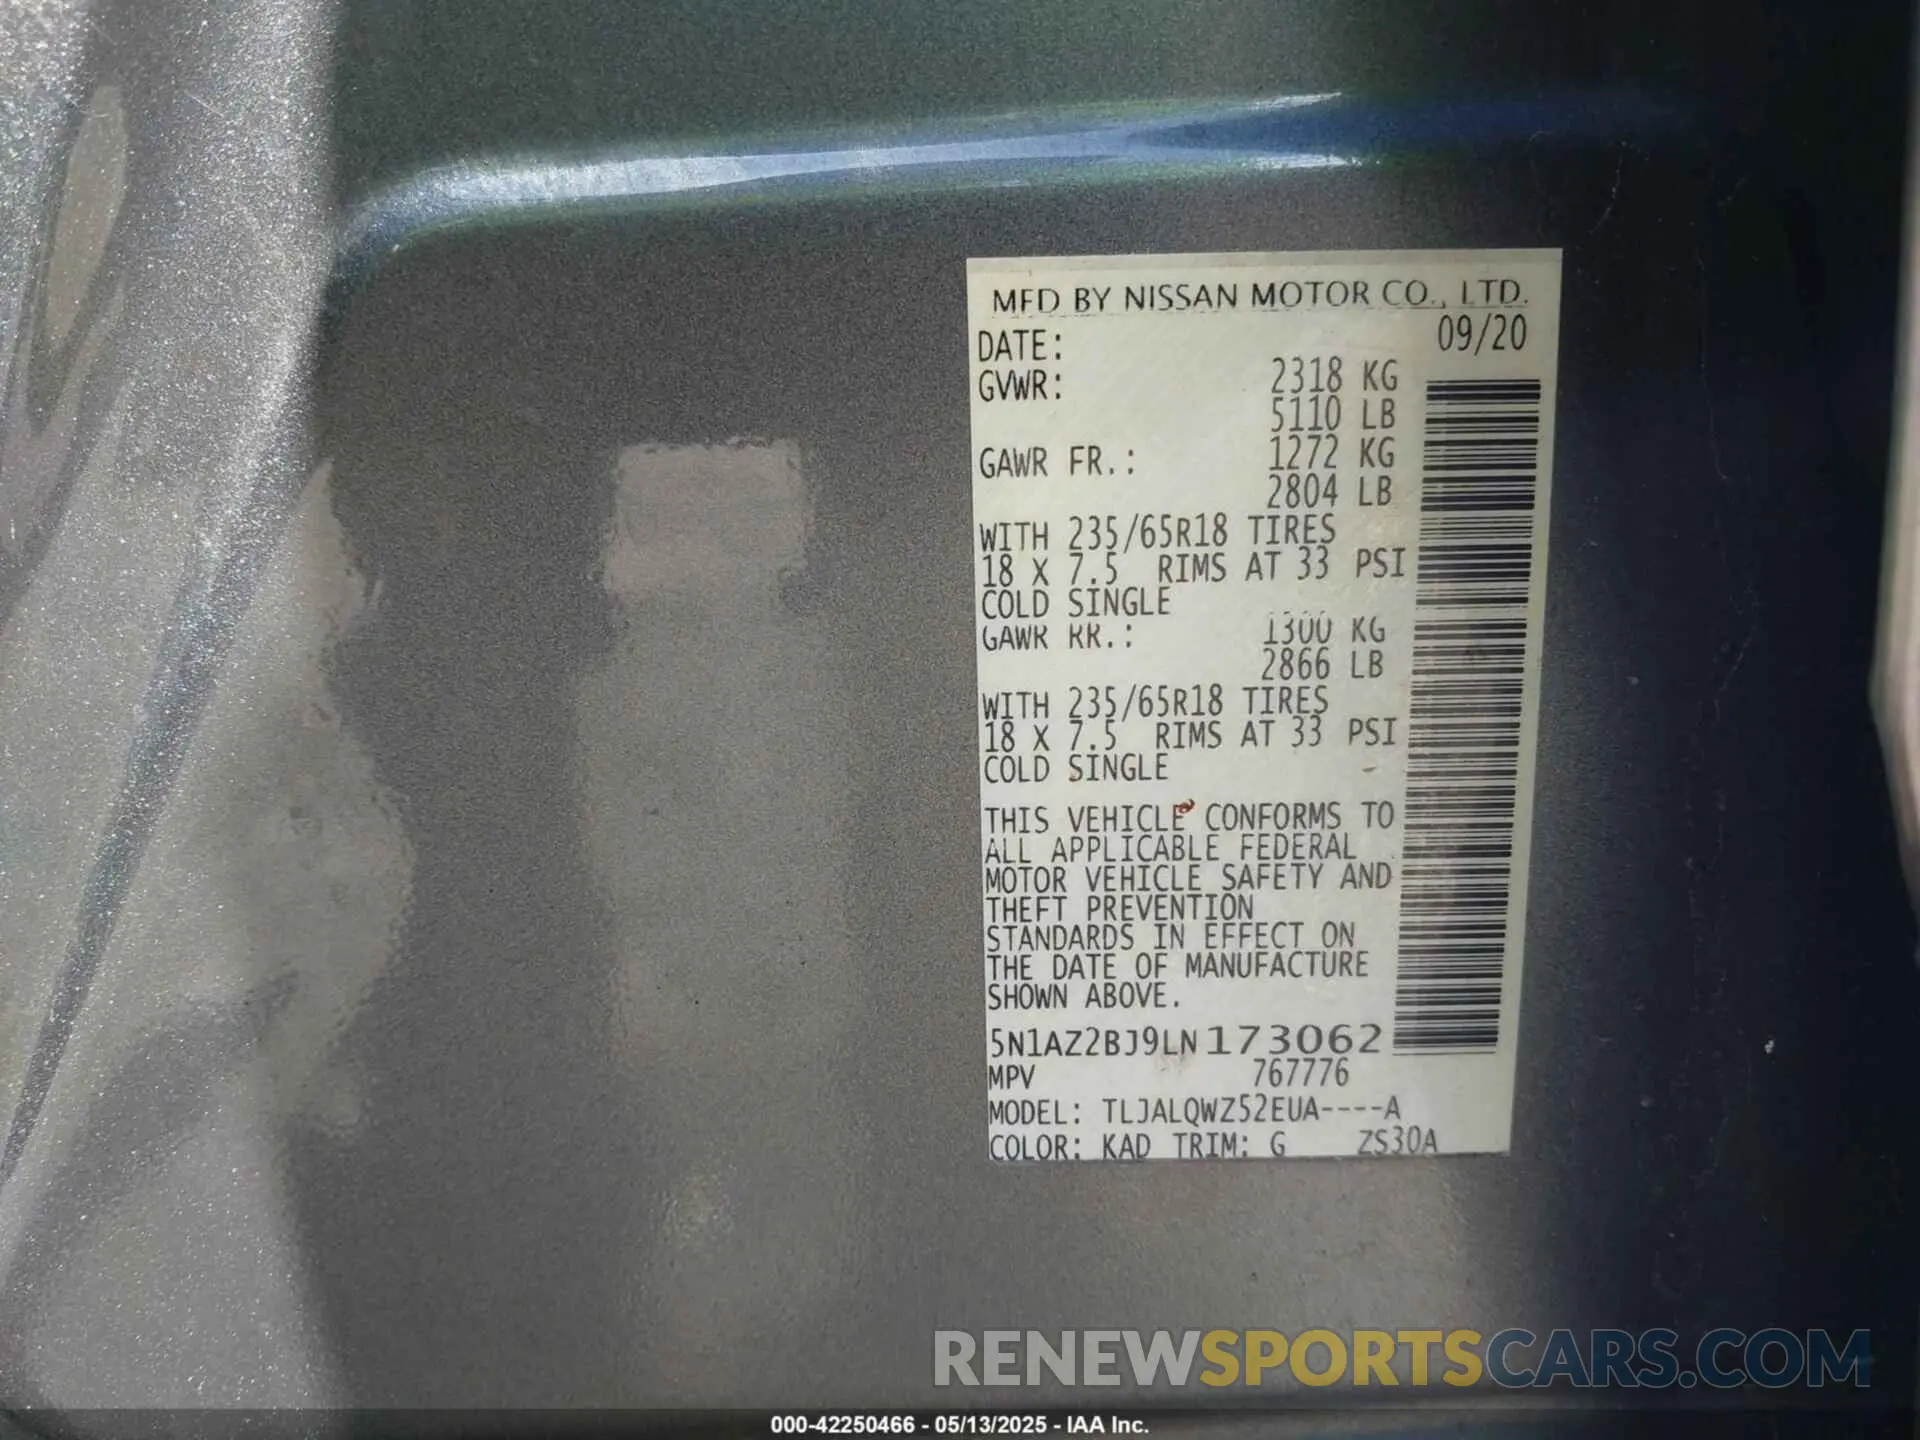 MFD BY NISSAN MOTOR CO., LTD.
DATE: 09/20
GVWR: 2318 KG
5110 LB
GAWR FR.: 1272 KG
2804 LB
WITH 235/65R18 TIRES
18 X 7.5 RIMS AT 33 PSI
COLD SINGLE
GAWR RR.: 1300 KG
2866 LB
WITH 235/65R18 TIRES
18 X 7.5 RIMS AT 33 PSI
COLD SINGLE
THIS VEHICLE CONFORMS TO
ALL APPLICABLE FEDERAL
MOTOR VEHICLE SAFETY AND
THEFT PREVENTION
STANDARDS IN EFFECT ON
THE DATE OF MANUFACTURE
SHOWN ABOVE.
5N1AZ2BJ9LN173062
MPV 767776
MODEL: TLJALQWZ52EUA----A
COLOR: KAD TRIM: G ZS30A
RENEWSPORTSCARS.COM
000-42250466 - 05/13/2025 - IAA Inc.